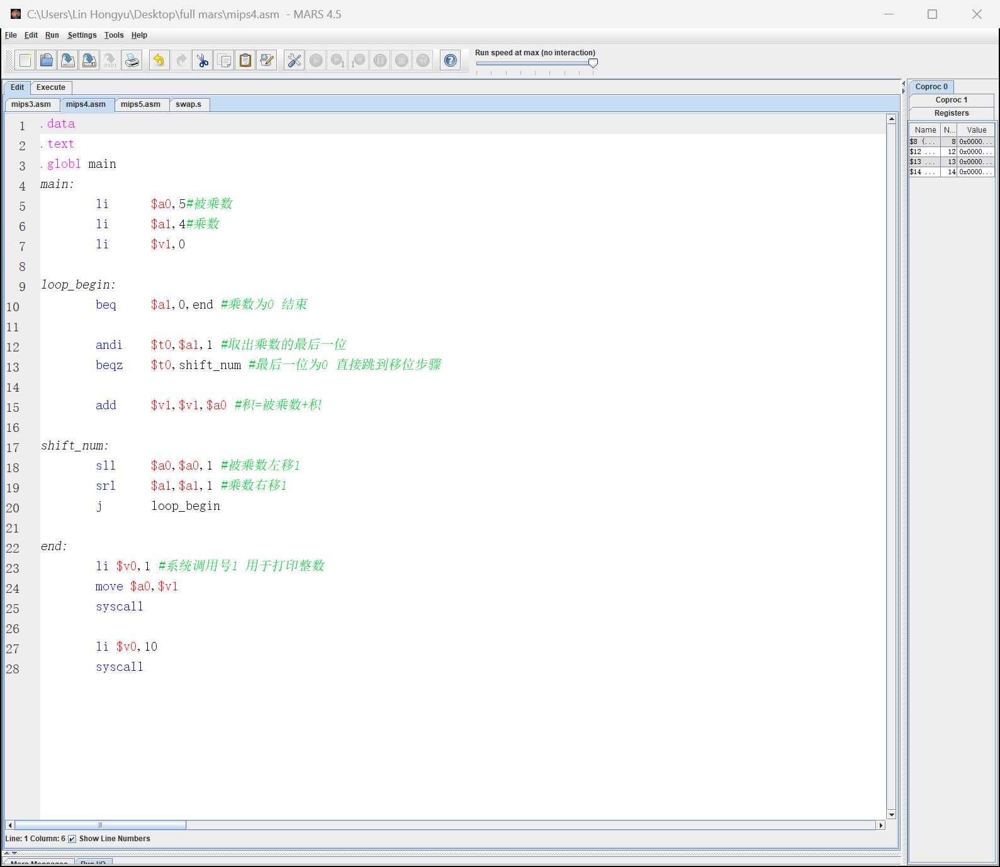 C:\Users\Lin Hongyu\Desktop\full mars\mips4.asm - MARS 4.5
File Edit Run Settings Tools Help
Run speed at max (no interaction)
Edit Execute
mips3.asm mips4.asm mips5.asm swap.s
1 .data
2 .text
3 .globl main
4 main:
5 li $a0,5#被乘数
6 li $a1,4#乘数
7 li $v1,0
8
9 loop_begin:
10 beq $a1,0,end #乘数为0 结束
11
12 andi $t0,$a1,1 #取出乘数的最后一位
13 beqz $t0,shift_num #最后一位为0 直接跳到移位步骤
14
15 add $v1,$v1,$a0 #积=被乘数+积
16
17 shift_num:
18 sll $a0,$a0,1 #被乘数左移1
19 srl $a1,$a1,1 #乘数右移1
20 j loop_begin
21
22 end:
23 li $v0,1 #系统调用号1 用于打印整数
24 move $a0,$v1
25 syscall
26
27 li $v0,10
28 syscall
Line: 1 Column: 6 Show Line Numbers
Mars Messages Run I/O
Coproc 0
Coproc 1
Registers
Name N... Value
$8 (... 8 0x0000...
$12 ... 12 0x0000...
$13 ... 13 0x0000...
$14 ... 14 0x0000...